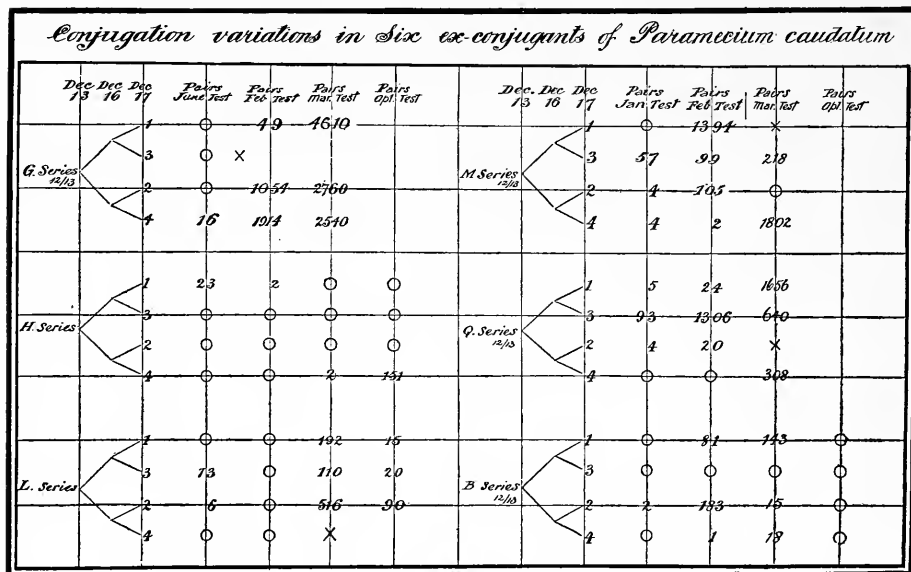 Conjugation variations in Six ex-conjugants of Paramecium caudatum
Dec 13 Dec 16 Dec 17 Pairs June Test Pairs Feb Test Pairs Mar. Test Pairs Apl. Test
G. Series 12/13
1 O 49 4610
3 O X
2 O 1054 2760
4 16 1914 2540
H. Series
1 23 2 O O
3 O O O O
2 O O O O
4 O O 2 151
L. Series
1 O O 192 15
3 13 O 110 20
2 6 O 516 90
4 O O X
Dec. 13 Dec 16 Dec 17 Pairs Jan Test Pairs Feb Test Pairs Mar. Test Pairs Apl. Test
M Series 12/13
1 O 1394 X
3 57 99 218
2 4 105 O
4 4 2 1802
Q. Series 12/13
1 5 24 1656
3 93 1306 640
2 4 20 X
4 O O 308
B Series 12/13
1 O 81 143 O
3 O O O O
2 2 183 15 O
4 O 1 18 O